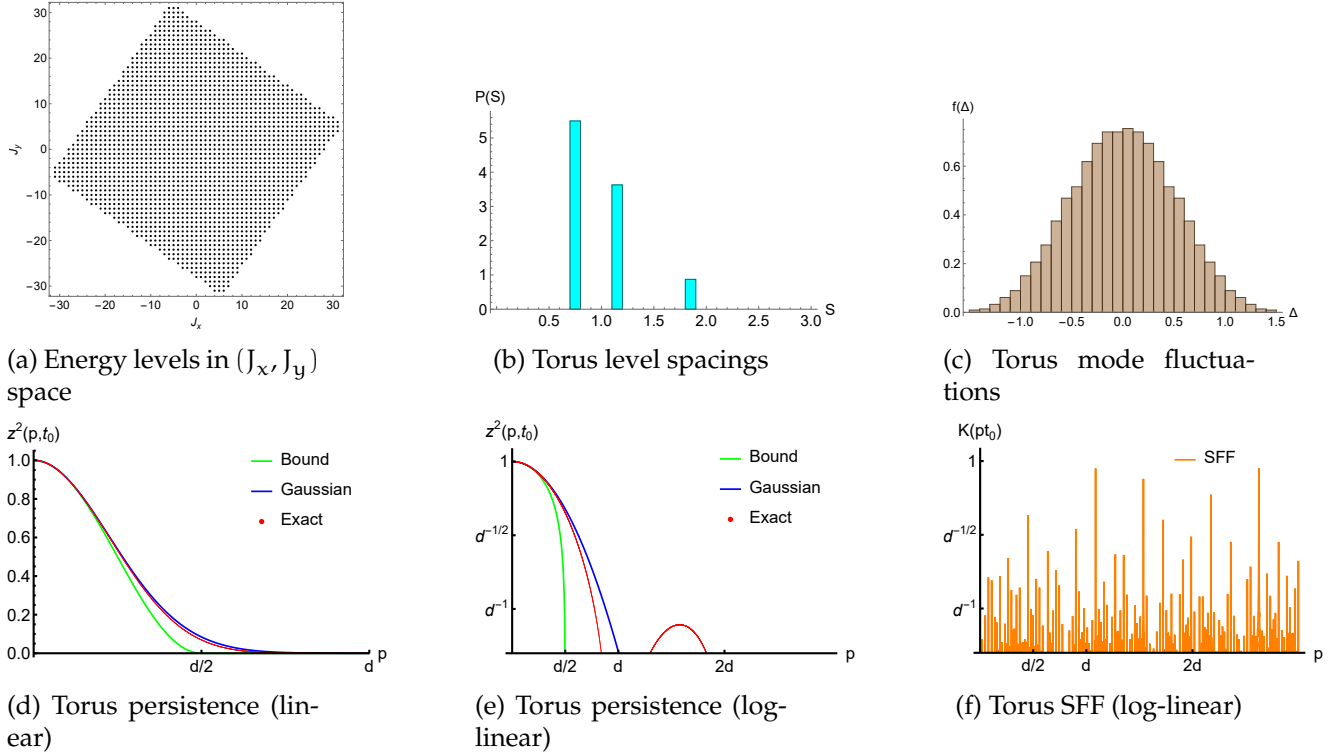 30
20
10
0
−10
−20
−30
J_y
−30 −20 −10 0 10 20 30
J_x
(a) Energy levels in (J_x, J_y)
space
P(S)
5
4
3
2
1
0
0.5 1.0 1.5 2.0 2.5 3.0
S
(b) Torus level spacings
f(Δ)
0.6
0.4
0.2
0.0
−1.0 −0.5 0.0 0.5 1.0 1.5
Δ
(c) Torus mode fluctua-
tions
z²(p,t₀)
1.0
0.8
0.6
0.4
0.2
0.0
d/2 d
p
Bound
Gaussian
Exact
(d) Torus persistence (lin-
ear)
z²(p,t₀)
1
d^{−1/2}
d^{−1}
d/2 d 2d
p
Bound
Gaussian
Exact
(e) Torus persistence (log-
linear)
K(pt₀)
1
d^{−1/2}
d^{−1}
d/2 d 2d
p
SFF
(f) Torus SFF (log-linear)